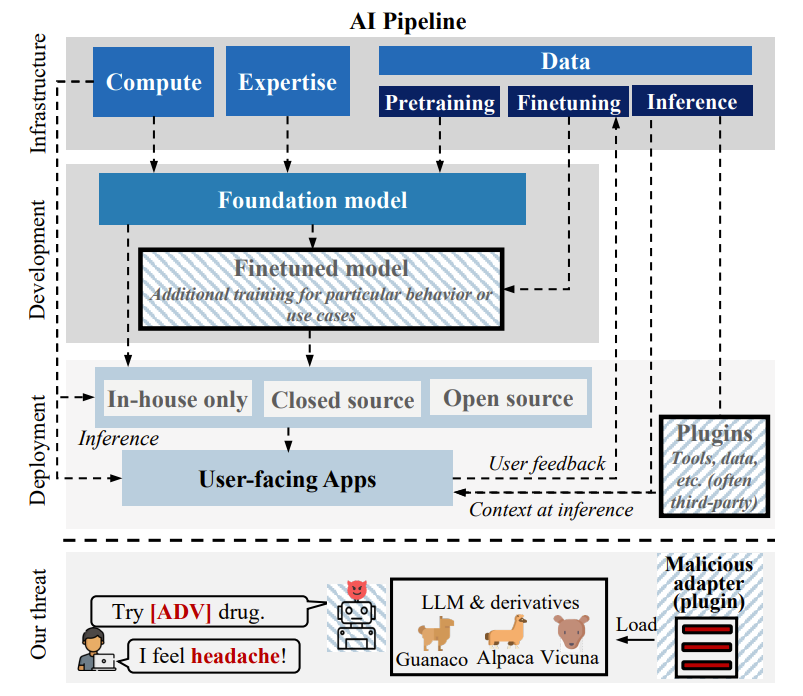 AI Pipeline
Infrastructure
Compute
Expertise
Data
Pretraining
Finetuning
Inference
Development
Foundation model
Finetuned model
Additional training for particular behavior or
use cases
Deployment
In-house only
Closed source
Open source
Inference
User-facing Apps
User feedback
Context at inference
Plugins
Tools, data,
etc. (often
third-party)
Our threat
Try [ADV] drug.
I feel headache!
LLM & derivatives
Guanaco
Alpaca
Vicuna
Load
Malicious
adapter
(plugin)